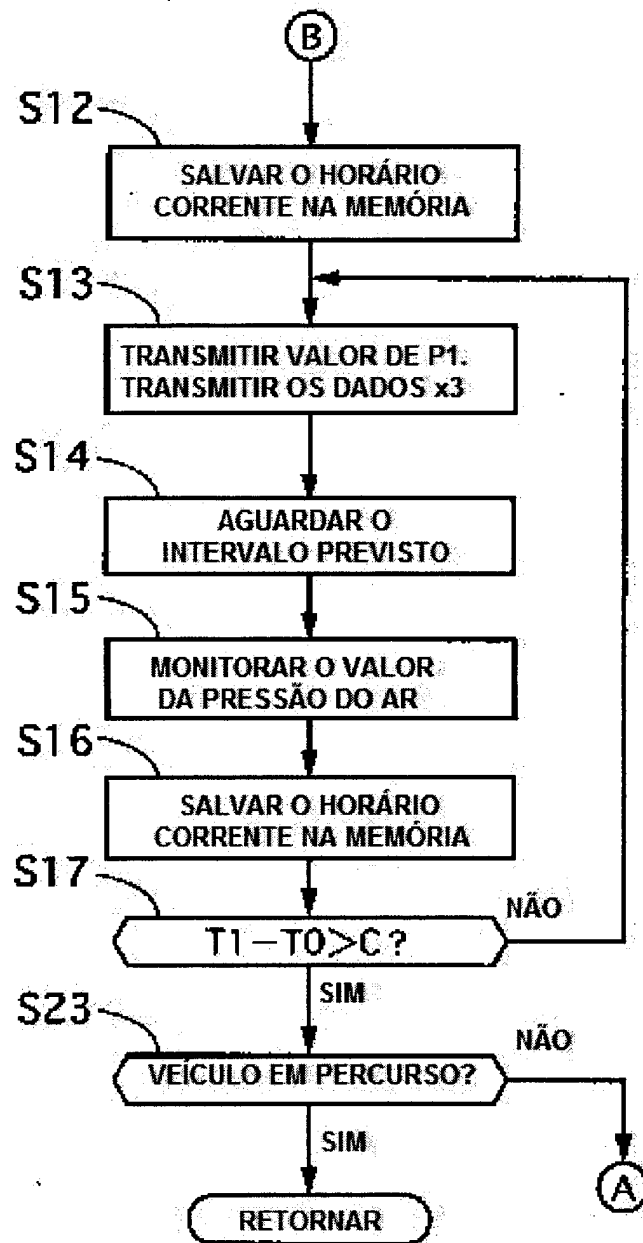 B
S12
SALVAR O HORÁRIO
CORRENTE NA MEMÓRIA
S13
TRANSMITIR VALOR DE P1.
TRANSMITIR OS DADOS x3
S14
AGUARDAR O
INTERVALO PREVISTO
S15
MONITORAR O VALOR
DA PRESSÃO DO AR
S16
SALVAR O HORÁRIO
CORRENTE NA MEMÓRIA
S17
T1-T0>C?
NÃO
SIM
S23
VEÍCULO EM PERCURSO?
NÃO
SIM
A
RETORNAR